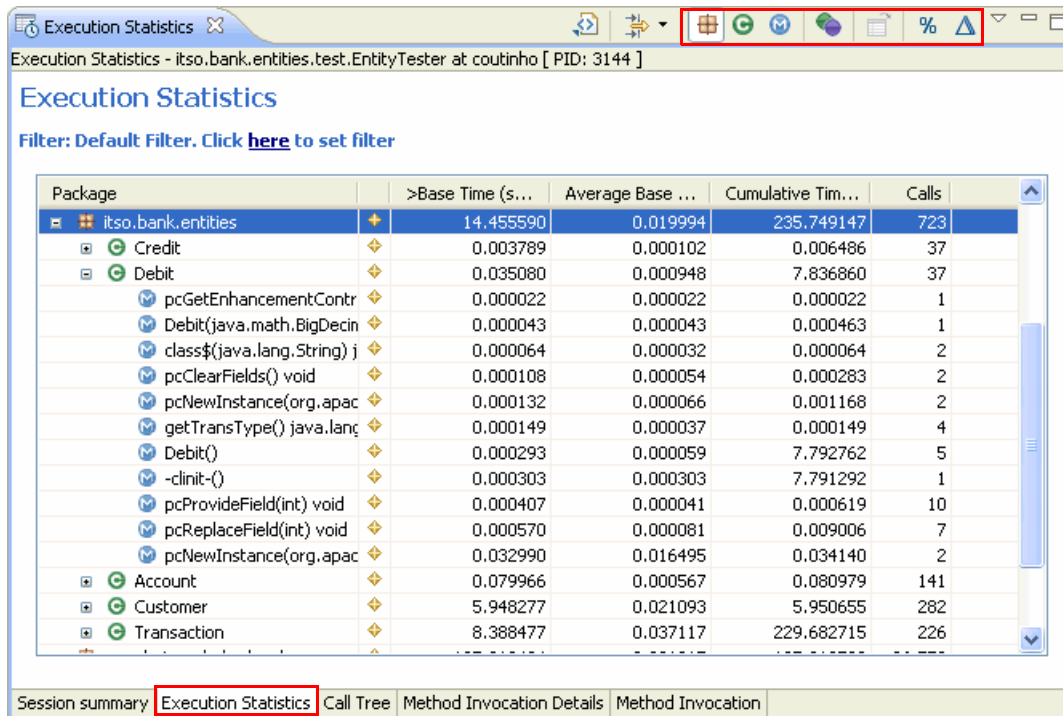 Execution Statistics
%
Execution Statistics - itso.bank.entities.test.EntityTester at coutinho [ PID: 3144 ]
Execution Statistics
Filter: Default Filter. Click here to set filter
Package >Base Time (s... Average Base ... Cumulative Tim... Calls
itso.bank.entities 14.455590 0.019994 235.749147 723
Credit 0.003789 0.000102 0.006486 37
Debit 0.035080 0.000948 7.836860 37
pcGetEnhancementContr 0.000022 0.000022 0.000022 1
Debit(java.math.BigDecin 0.000043 0.000043 0.000463 1
class$(java.lang.String) j 0.000064 0.000032 0.000064 2
pcClearFields() void 0.000108 0.000054 0.000283 2
pcNewInstance(org.apac 0.000132 0.000066 0.001168 2
getTransType() java.lang 0.000149 0.000037 0.000149 4
Debit() 0.000293 0.000059 7.792762 5
-clinit-() 0.000303 0.000303 7.791292 1
pcProvideField(int) void 0.000407 0.000041 0.000619 10
pcReplaceField(int) void 0.000570 0.000081 0.009006 7
pcNewInstance(org.apac 0.032990 0.016495 0.034140 2
Account 0.079966 0.000567 0.080979 141
Customer 5.948277 0.021093 5.950655 282
Transaction 8.388477 0.037117 229.682715 226
Session summary Execution Statistics Call Tree Method Invocation Details Method Invocation